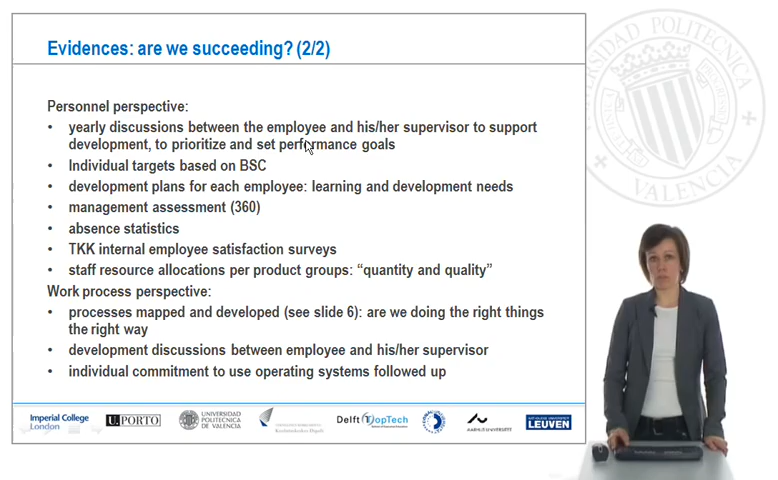 Evidences: are we succeeding? (2/2)
Personnel perspective:
• yearly discussions between the employee and his/her supervisor to support
development, to prioritize and set performance goals
• Individual targets based on BSC
• development plans for each employee: learning and development needs
• management assessment (360)
• absence statistics
• TKK internal employee satisfaction surveys
• staff resource allocations per product groups: “quantity and quality”
Work process perspective:
• processes mapped and developed (see slide 6): are we doing the right things
the right way
• development discussions between employee and his/her supervisor
• individual commitment to use operating systems followed up
Imperial College
London
U.PORTO
UNIVERSIDAD
POLITECNICA
DE VALENCIA
Delft TopTech
AARHUS UNIVERSITET
LEUVEN
UNIVERSIDAD POLITECNICA
VALENCIA